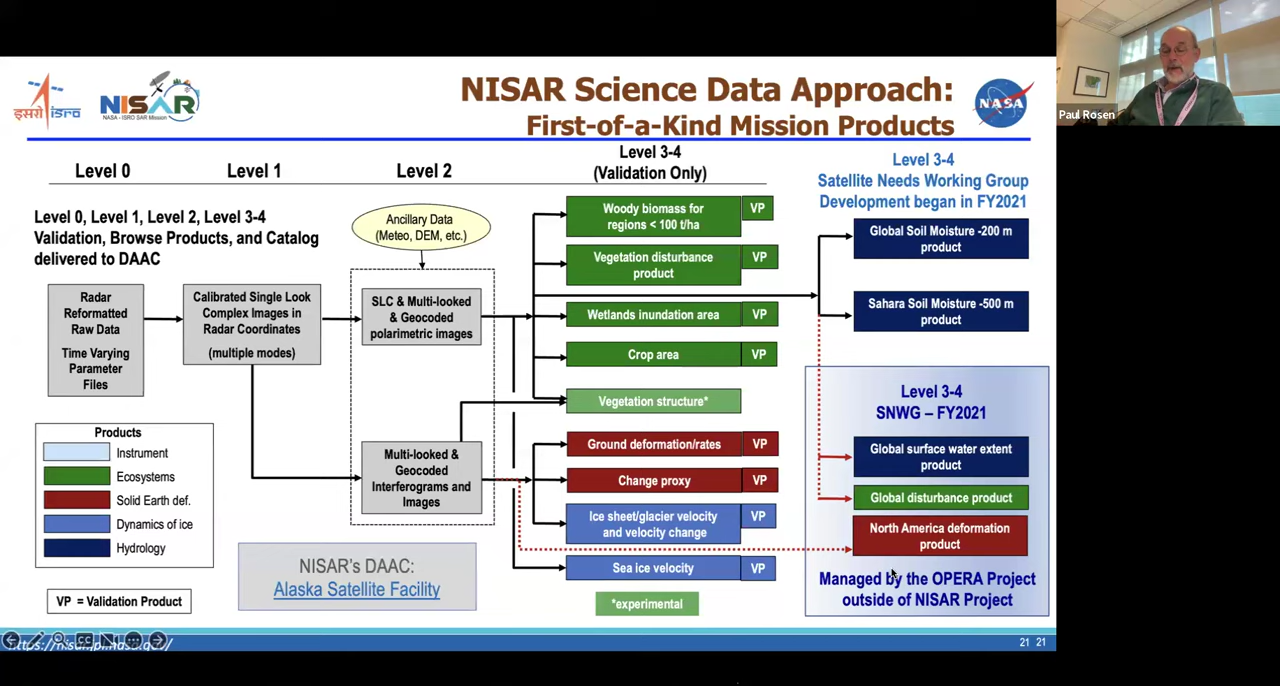 इसरो isro
NISAR
NASA - ISRO SAR Mission
NISAR Science Data Approach:
First-of-a-Kind Mission Products
NASA
Paul Rosen
Level 0
Level 1
Level 2
Level 3-4
(Validation Only)
Level 3-4
Satellite Needs Working Group
Development began in FY2021
Level 0, Level 1, Level 2, Level 3-4
Validation, Browse Products, and Catalog
delivered to DAAC
Ancillary Data
(Meteo, DEM, etc.)
Radar
Reformatted
Raw Data
Time Varying
Parameter
Files
Calibrated Single Look
Complex Images in
Radar Coordinates
(multiple modes)
SLC & Multi-looked
& Geocoded
polarimetric images
Multi-looked &
Geocoded
Interferograms and
Images
Woody biomass for
regions < 100 t/ha
VP
Vegetation disturbance
product
VP
Wetlands inundation area
VP
Crop area
VP
Vegetation structure*
Ground deformation/rates
VP
Change proxy
VP
Ice sheet/glacier velocity
and velocity change
VP
Sea ice velocity
VP
*experimental
Global Soil Moisture -200 m
product
Sahara Soil Moisture -500 m
product
Level 3-4
SNWG – FY2021
Global surface water extent
product
Global disturbance product
North America deformation
product
Managed by the OPERA Project
outside of NISAR Project
Products
Instrument
Ecosystems
Solid Earth def.
Dynamics of ice
Hydrology
VP = Validation Product
NISAR's DAAC:
Alaska Satellite Facility
21 21